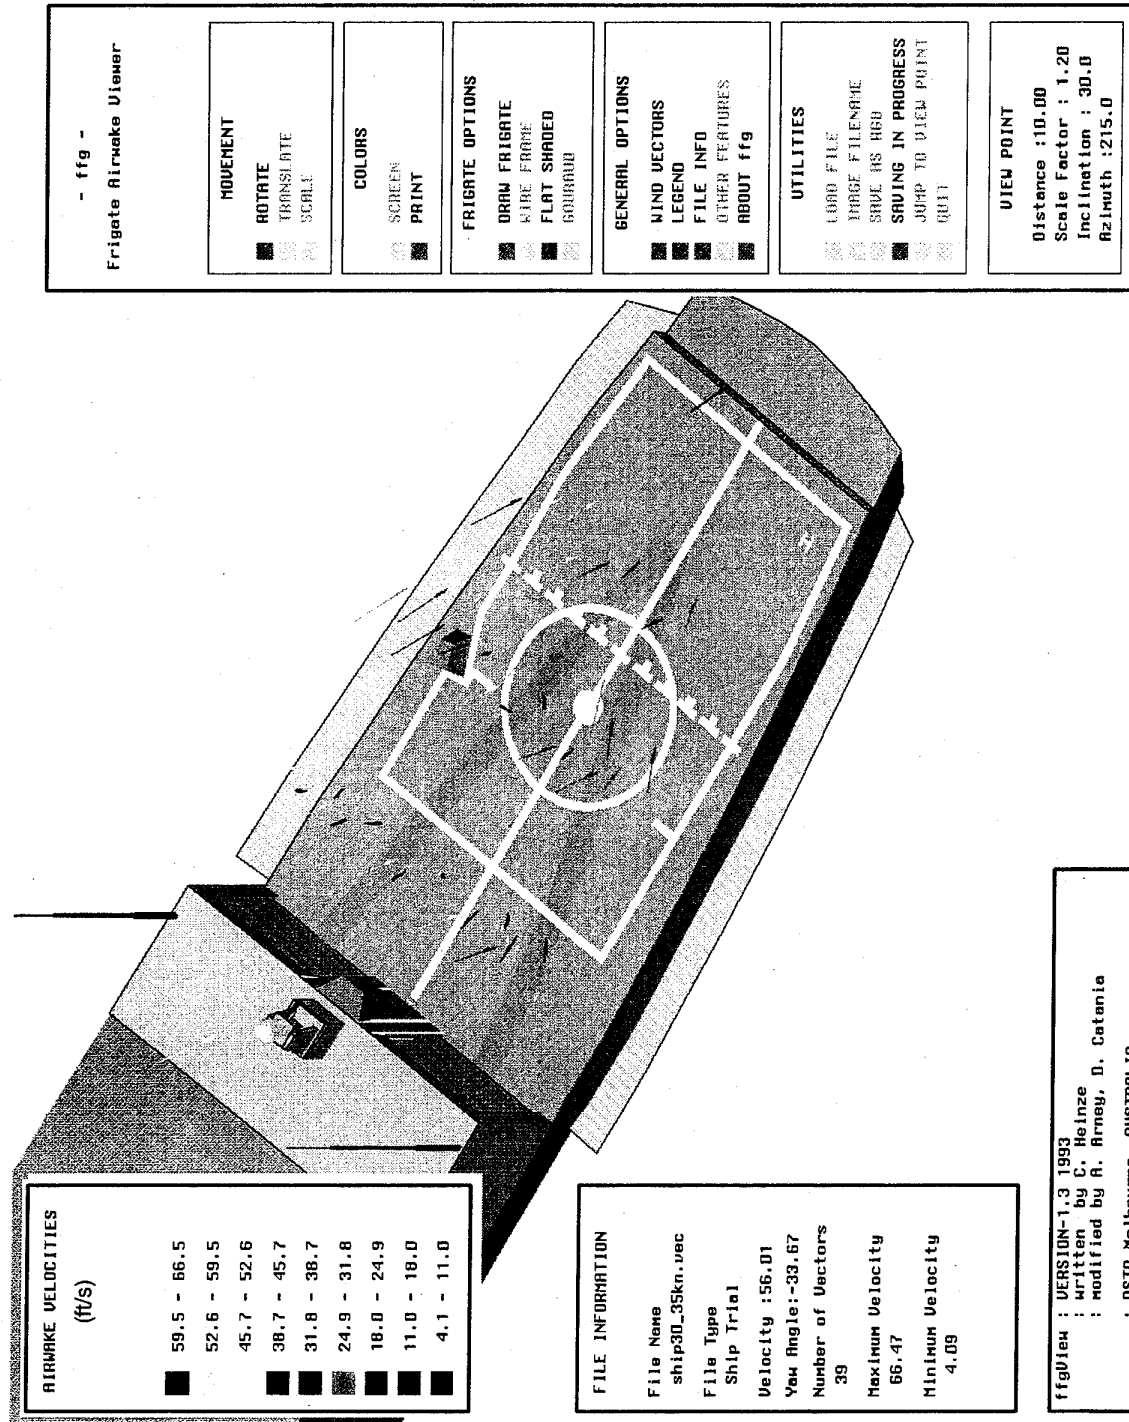 - ffg -
Frigate Airwake Viewer
MOVEMENT
ROTATE
TRANSLATE
SCALE
COLORS
SCREEN
PRINT
FRIGATE OPTIONS
DRAW FRIGATE
WIRE FRAME
FLAT SHADED
GOURAUD
GENERAL OPTIONS
WIND VECTORS
LEGEND
FILE INFO
OTHER FEATURES
ABOUT ffg
UTILITIES
LOAD FILE
IMAGE FILENAME
SAVE AS RGB
SAVING IN PROGRESS
JUMP TO VIEW POINT
QUIT
VIEW POINT
Distance :10.00
Scale Factor : 1.20
Inclination : 30.0
Azimuth :215.0
AIRWAKE VELOCITIES
(ft/s)
59.5 - 66.5
52.6 - 59.5
45.7 - 52.6
38.7 - 45.7
31.8 - 38.7
24.9 - 31.8
18.0 - 24.9
11.0 - 18.0
4.1 - 11.0
FILE INFORMATION
File Name
ship30_35kn.vec
File Type
Ship Trial
Velocity :56.01
Yaw Angle:-33.67
Number of Vectors
39
Maximum Velocity
66.47
Minimum Velocity
4.09
ffgView : VERSION-1.3 1993
: written by C. Heinze
: modified by A. Arney, D. Catania
: DSTO Melbourne, AUSTRALIA